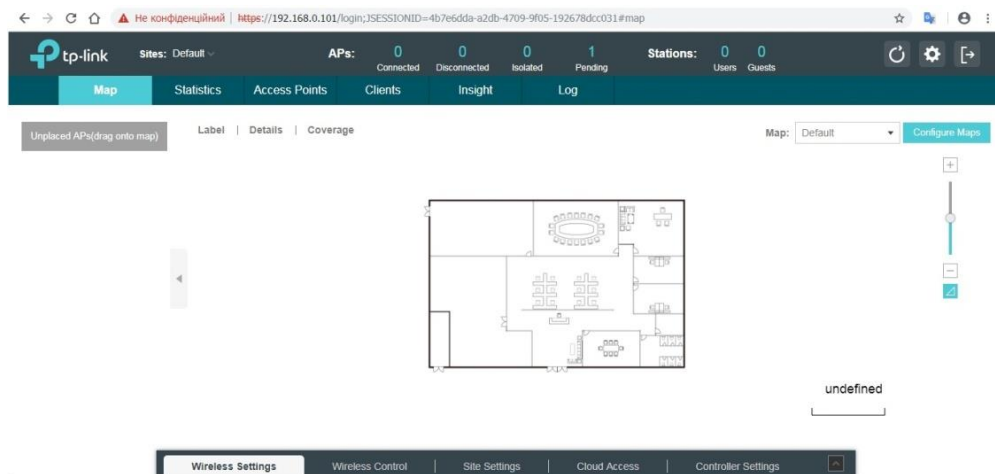 Не конфіденційний | https://192.168.0.101/login;JSESSIONID=4b7e6dda-a2db-4709-9f05-192678dcc031#map
tp-link Sites: Default APs: 0 0 0 1 Stations: 0 0
Connected Disconnected Isolated Pending Users Guests
Map Statistics Access Points Clients Insight Log
Unplaced APs(drag onto map) Label | Details | Coverage Map: Default Configure Maps
undefined
Wireless Settings Wireless Control | Site Settings | Cloud Access | Controller Settings